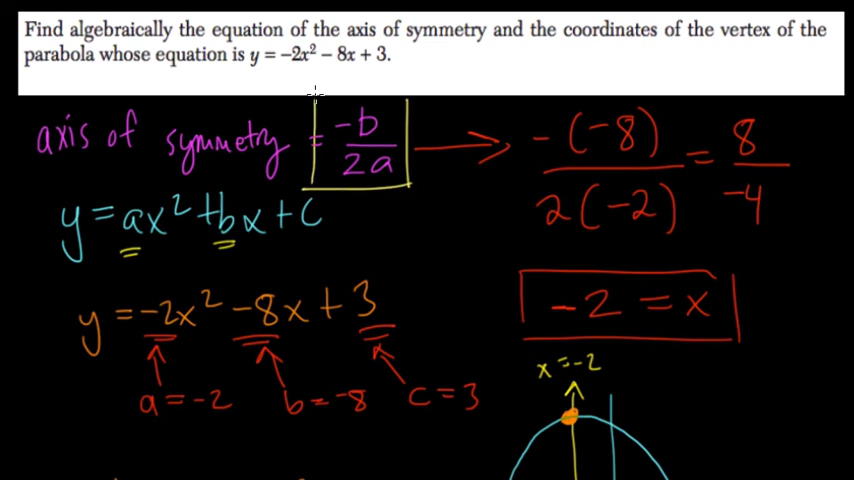 Find algebraically the equation of the axis of symmetry and the coordinates of the vertex of the
parabola whose equation is y = −2x² − 8x + 3.
axis of symmetry = -b/2a → -(-8)/2(-2) = 8/-4
y = ax² + bx + c
y = -2x² - 8x + 3
-2 = x
x = -2
a = -2 b = -8 c = 3